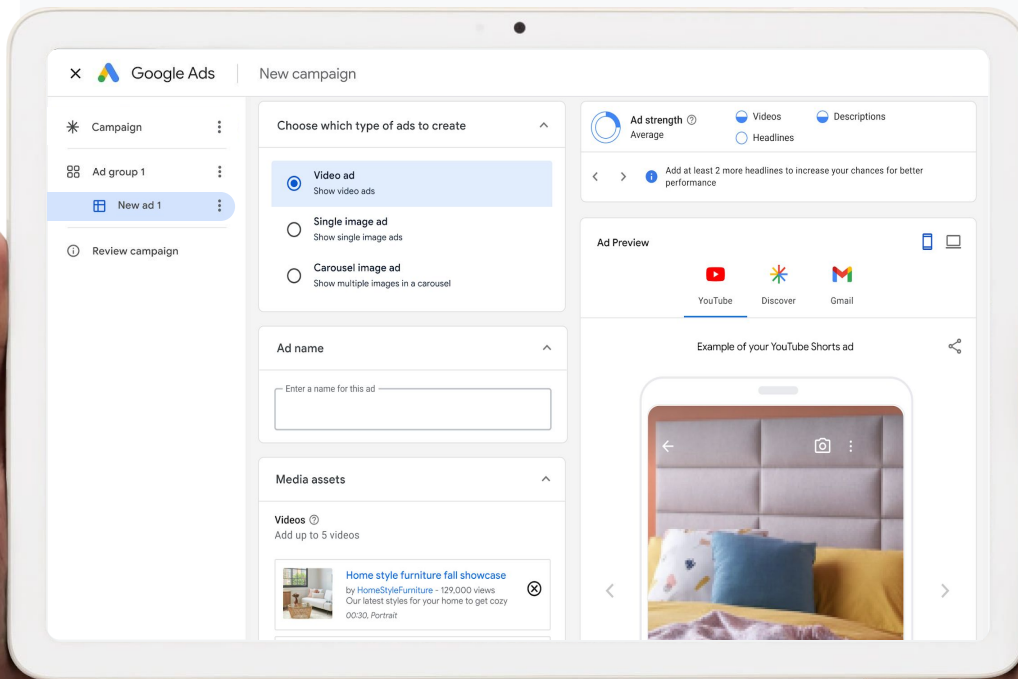 Google Ads
New campaign
Campaign
Ad group 1
New ad 1
Review campaign
Choose which type of ads to create
Video ad
Show video ads
Single image ad
Show single image ads
Carousel image ad
Show multiple images in a carousel
Ad name
Enter a name for this ad
Media assets
Videos
Add up to 5 videos
Home style furniture fall showcase
by HomeStyleFurniture - 129,000 views
Our latest styles for your home to get cozy
00:30, Portrait
Ad strength
Average
Videos
Descriptions
Headlines
Add at least 2 more headlines to increase your chances for better
performance
Ad Preview
YouTube
Discover
Gmail
Example of your YouTube Shorts ad